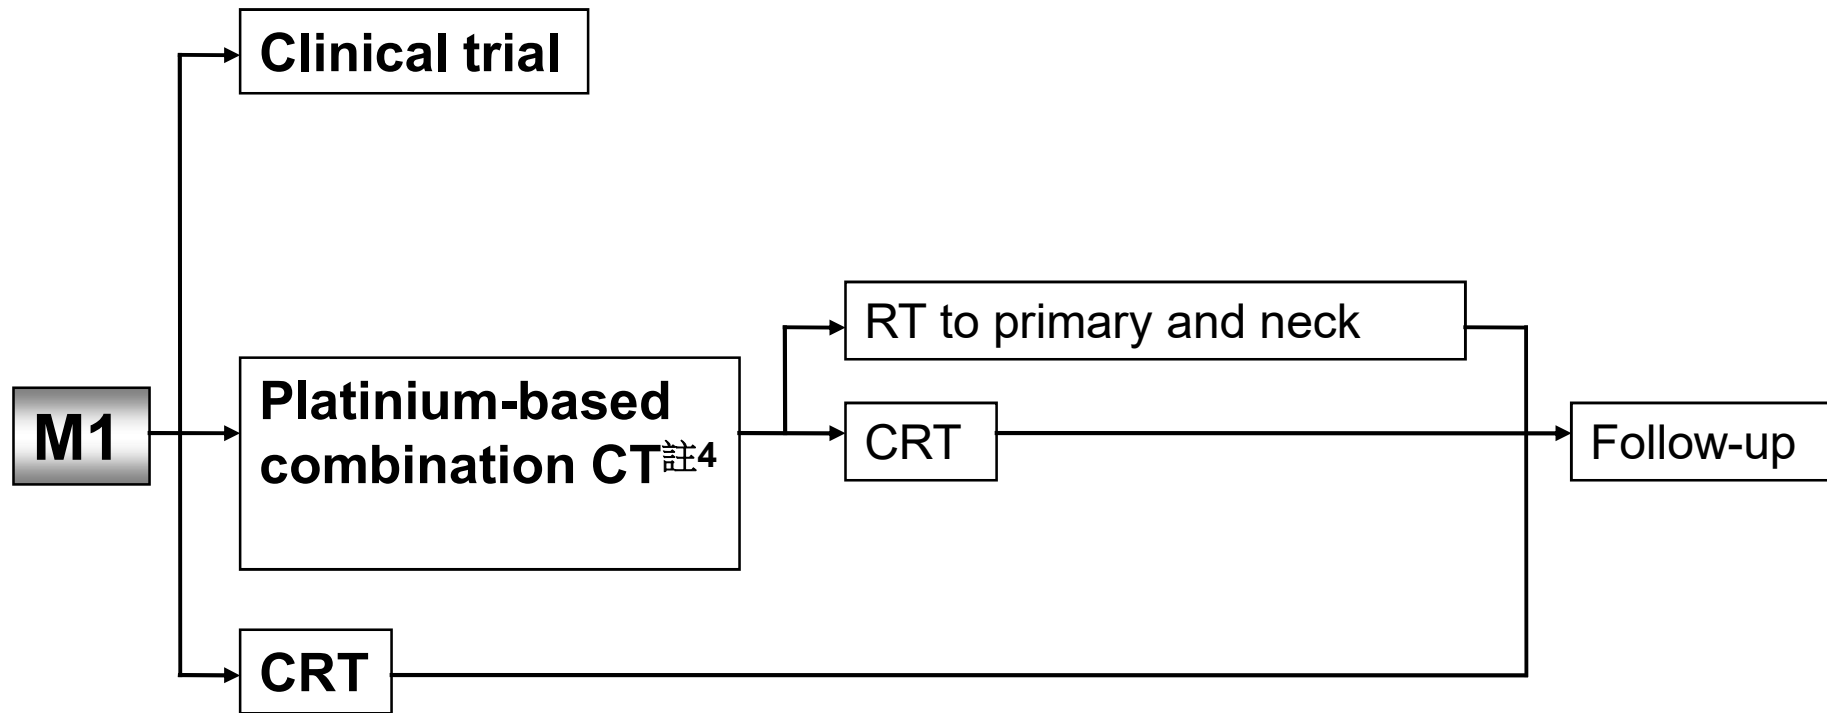 Clinical trial
RT to primary and neck
M1
Platinium-based
combination CT註4
CRT
Follow-up
CRT